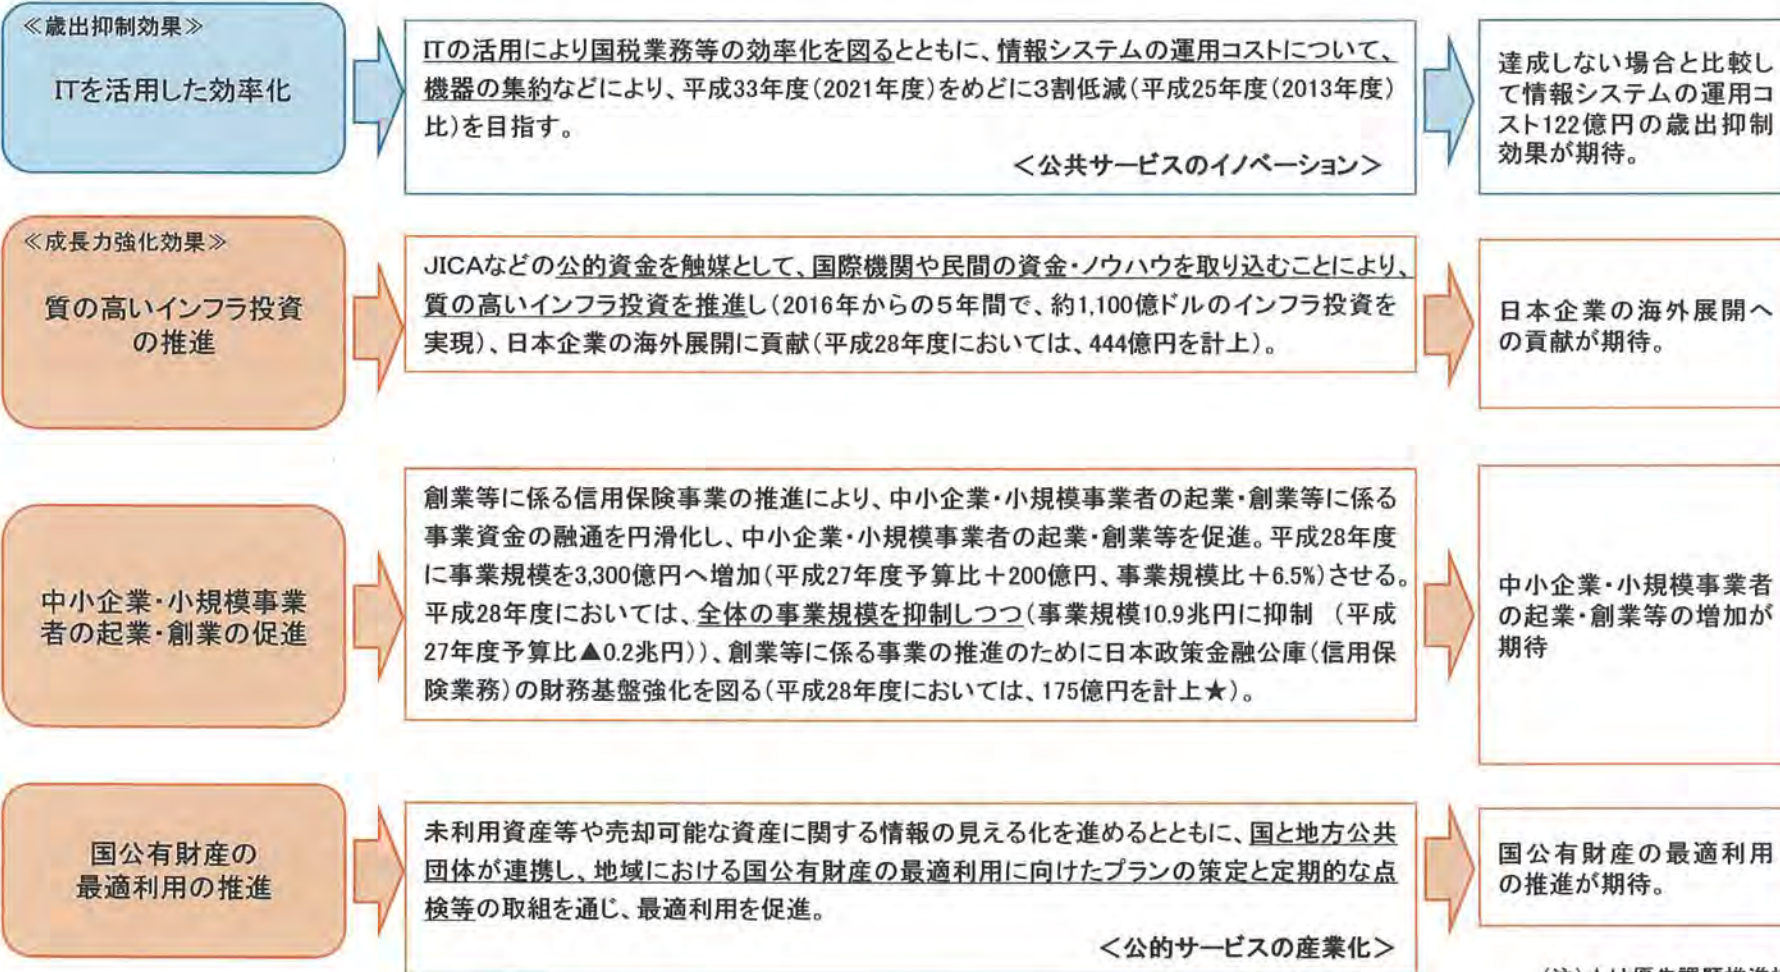 ≪歳出抑制効果≫
ITを活用した効率化
ITの活用により国税業務等の効率化を図るとともに、情報システムの運用コストについて、
機器の集約などにより、平成33年度(2021年度)をめどに3割低減(平成25年度(2013年度)
比)を目指す。
<公共サービスのイノベーション>
達成しない場合と比較し
て情報システムの運用コ
スト122億円の歳出抑制
効果が期待。
≪成長力強化効果≫
質の高いインフラ投資
の推進
JICAなどの公的資金を触媒として、国際機関や民間の資金・ノウハウを取り込むことにより、
質の高いインフラ投資を推進し(2016年からの5年間で、約1,100億ドルのインフラ投資を
実現)、日本企業の海外展開に貢献(平成28年度においては、444億円を計上)。
日本企業の海外展開へ
の貢献が期待。
中小企業・小規模事業
者の起業・創業の促進
創業等に係る信用保険事業の推進により、中小企業・小規模事業者の起業・創業等に係る
事業資金の融通を円滑化し、中小企業・小規模事業者の起業・創業等を促進。平成28年度
に事業規模を3,300億円へ増加(平成27年度予算比+200億円、事業規模比+6.5%)させる。
平成28年度においては、全体の事業規模を抑制しつつ(事業規模10.9兆円に抑制 (平成
27年度予算比▲0.2兆円))、創業等に係る事業の推進のために日本政策金融公庫(信用保
険業務)の財務基盤強化を図る(平成28年度においては、175億円を計上★)。
中小企業・小規模事業者
の起業・創業等の増加が
期待
国公有財産の
最適利用の推進
未利用資産等や売却可能な資産に関する情報の見える化を進めるとともに、国と地方公共
団体が連携し、地域における国公有財産の最適利用に向けたプランの策定と定期的な点
検等の取組を通じ、最適利用を促進。
<公的サービスの産業化>
国公有財産の最適利用
の推進が期待。